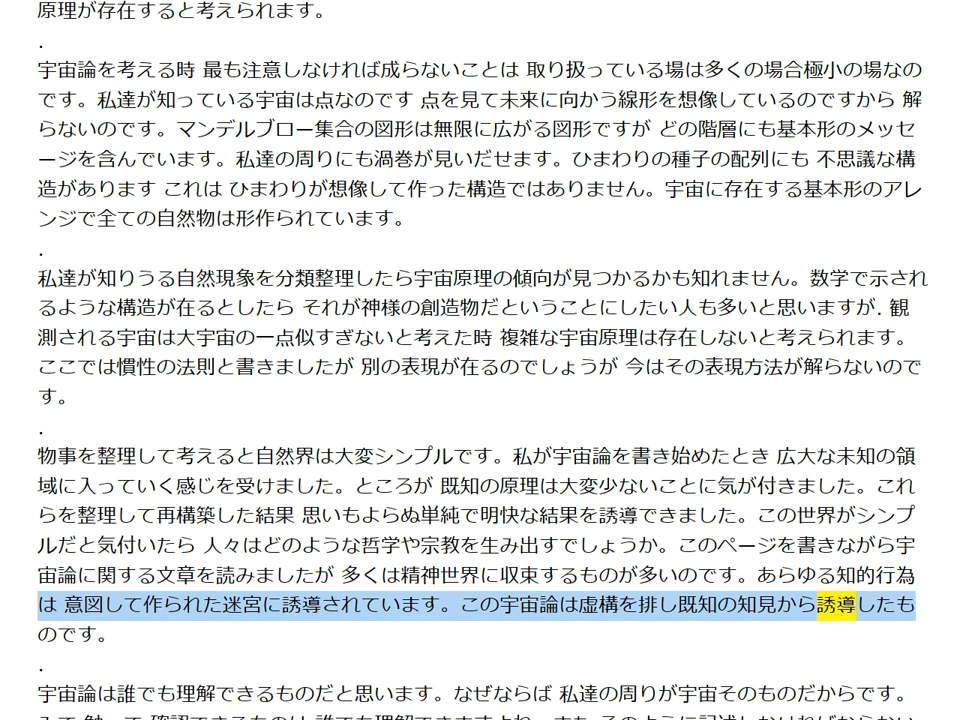 原理が存在すると考えられます。
.
宇宙論を考える時 最も注意しなければ成らないことは 取り扱っている場は多くの場合極小の場なの
です。私達が知っている宇宙は点なのです 点を見て未来に向かう線形を想像しているのですから 解
らないのです。マンデルブロー集合の図形は無限に広がる図形ですが どの階層にも基本形のメッセ
ージを含んでいます。私達の周りにも渦巻が見いだせます。ひまわりの種子の配列にも 不思議な構
造があります これは ひまわりが想像して作った構造ではありません。宇宙に存在する基本形のアレ
ンジで全ての自然物は形作られています。
.
私達が知りうる自然現象を分類整理したら宇宙原理の傾向が見つかるかも知れません。数学で示され
るような構造が在るとしたら それが神様の創造物だということにしたい人も多いと思いますが. 観
測される宇宙は大宇宙の一点似すぎないと考えた時 複雑な宇宙原理は存在しないと考えられます。
ここでは慣性の法則と書きましたが 別の表現が在るのでしょうが 今はその表現方法が解らないので
す。
.
物事を整理して考えると自然界は大変シンプルです。私が宇宙論を書き始めたとき 広大な未知の領
域に入っていく感じを受けました。ところが 既知の原理は大変少ないことに気が付きました。これ
らを整理して再構築した結果 思いもよらぬ単純で明快な結果を誘導できました。この世界がシンプ
ルだと気付いたら 人々はどのような哲学や宗教を生み出すでしょうか。このページを書きながら宇
宙論に関する文章を読みましたが 多くは精神世界に収束するものが多いのです。あらゆる知的行為
は 意図して作られた迷宮に誘導されています。この宇宙論は虚構を排し既知の知見から誘導したも
のです。
.
宇宙論は誰でも理解できるものだと思います。なぜならば 私達の周りが宇宙そのものだからです。